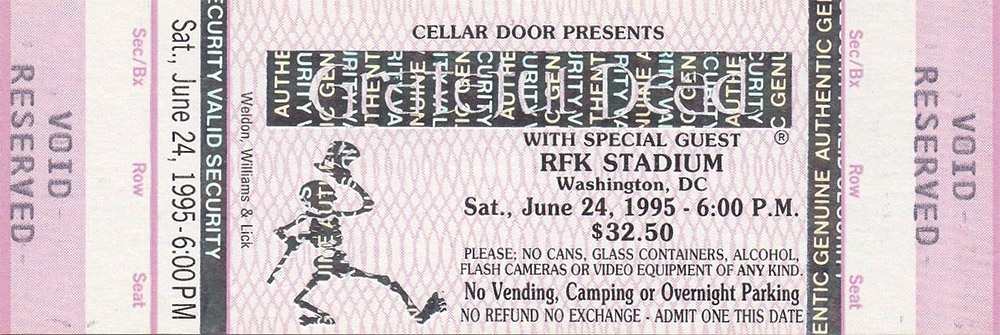 VOID -
RESERVED -
Sec/Bx
Row
Seat
Sat., June 24, 1995 - 6:00PM
CURITY VALID SECURITY
Weldon, Williams & Lick
CELLAR DOOR PRESENTS
Grateful Dead
WITH SPECIAL GUEST ®
RFK STADIUM
Washington, DC
Sat., June 24, 1995 - 6:00 P.M.
$32.50
PLEASE; NO CANS, GLASS CONTAINERS, ALCOHOL,
FLASH CAMERAS OR VIDEO EQUIPMENT OF ANY KIND.
No Vending, Camping or Overnight Parking
NO REFUND NO EXCHANGE - ADMIT ONE THIS DATE
ENTIC GENUINE AUTHENTIC GE
Sec/Bx
Row
Seat
VOID -
RESERVED -